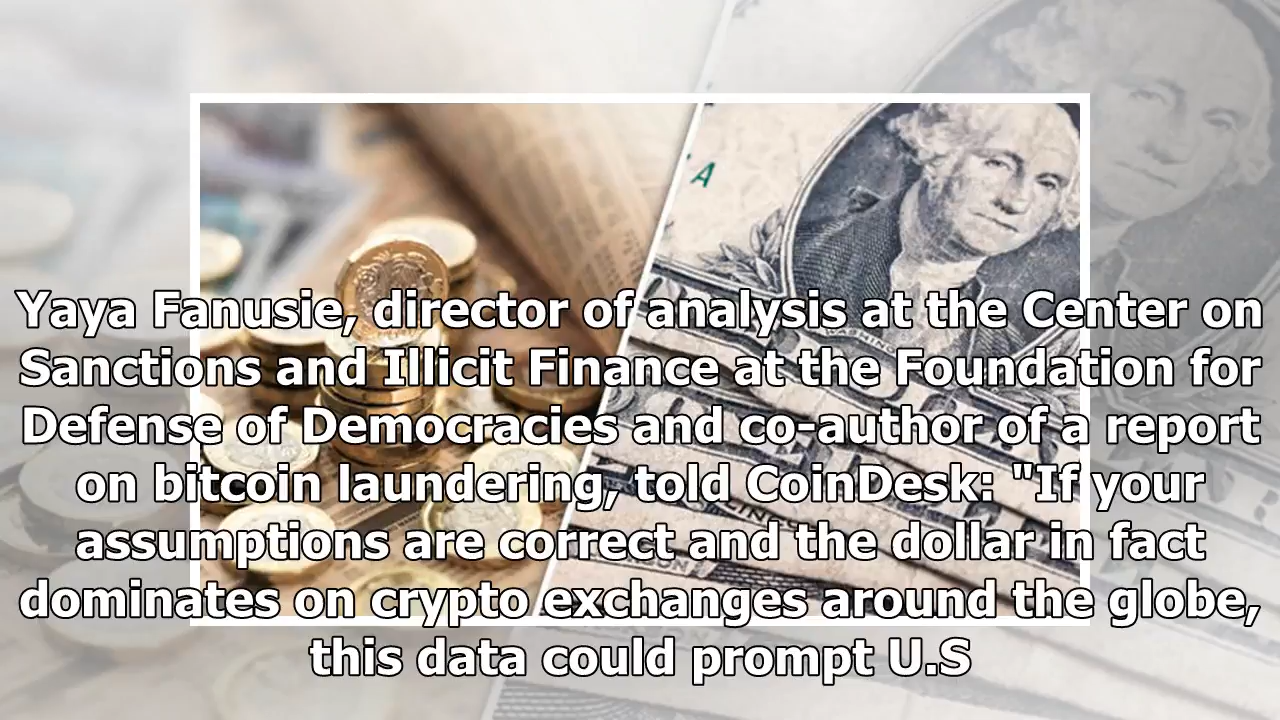 Yaya Fanusie, director of analysis at the Center on
Sanctions and Illicit Finance at the Foundation for
Defense of Democracies and co-author of a report
on bitcoin laundering, told CoinDesk: "If your
assumptions are correct and the dollar in fact
dominates on crypto exchanges around the globe,
this data could prompt U.S
A